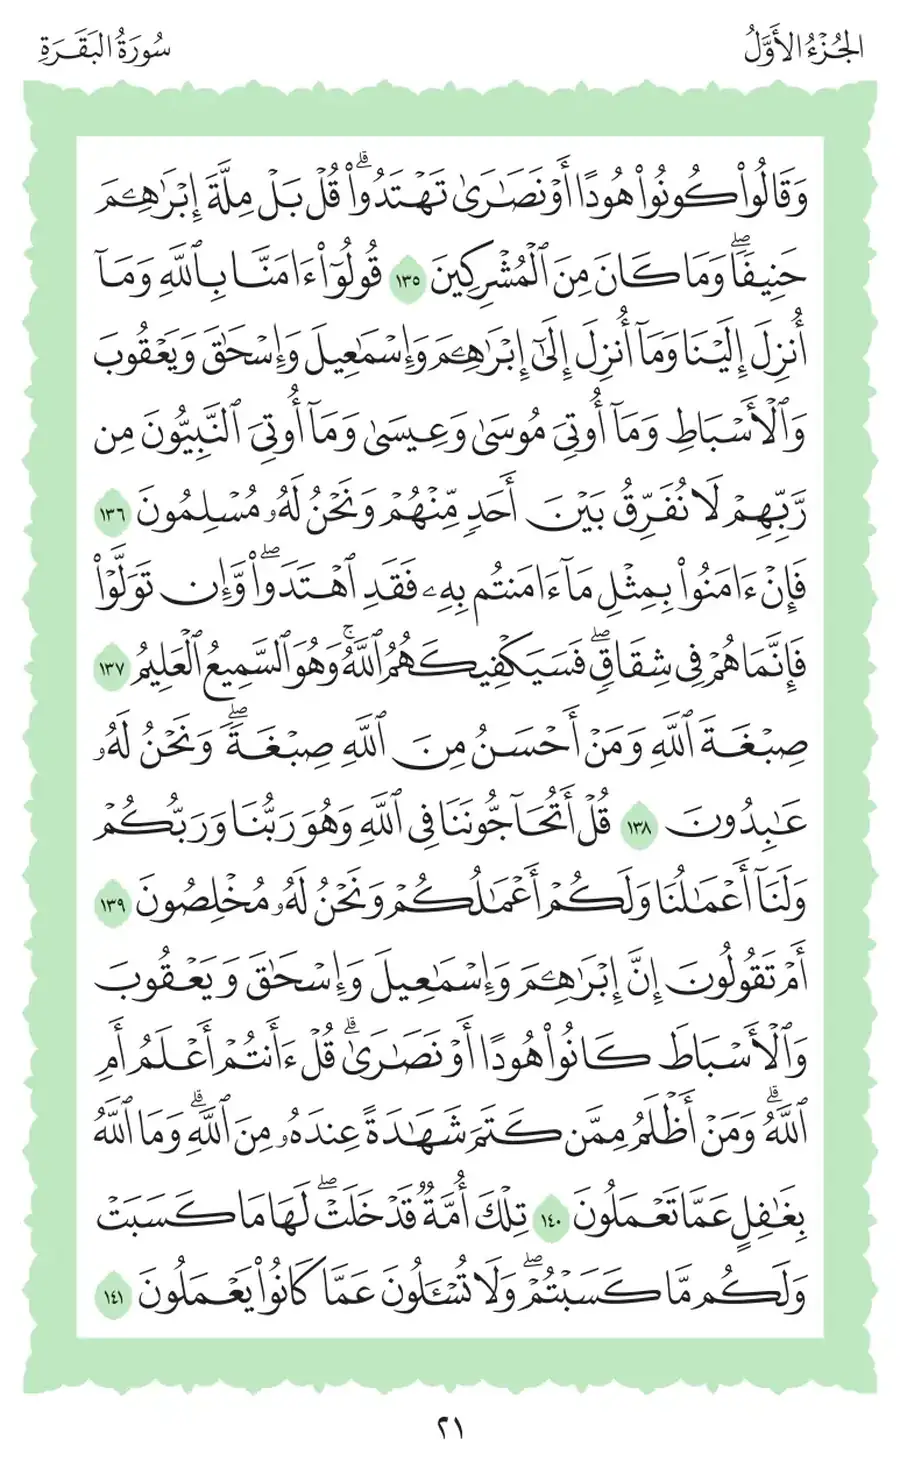 الجُزْءُ الأَوَّلُ
سُورَةُ البَقَرَةِ
وَقَالُوا۟ كُونُوا۟ هُودًا أَوْ نَصَـٰرَىٰ تَهْتَدُوا۟ ۗ قُلْ بَلْ مِلَّةَ إِبْرَٰهِـۧمَ
حَنِيفًا ۖ وَمَا كَانَ مِنَ ٱلْمُشْرِكِينَ ١٣٥ قُولُوٓا۟ ءَامَنَّا بِٱللَّهِ وَمَآ
أُنزِلَ إِلَيْنَا وَمَآ أُنزِلَ إِلَىٰٓ إِبْرَٰهِـۧمَ وَإِسْمَـٰعِيلَ وَإِسْحَـٰقَ وَيَعْقُوبَ
وَٱلْأَسْبَاطِ وَمَآ أُوتِىَ مُوسَىٰ وَعِيسَىٰ وَمَآ أُوتِىَ ٱلنَّبِيُّونَ مِن
رَّبِّهِمْ لَا نُفَرِّقُ بَيْنَ أَحَدٍ مِّنْهُمْ وَنَحْنُ لَهُۥ مُسْلِمُونَ ١٣٦
فَإِنْ ءَامَنُوا۟ بِمِثْلِ مَآ ءَامَنتُم بِهِۦ فَقَدِ ٱهْتَدَوا۟ ۖ وَّإِن تَوَلَّوْا۟
فَإِنَّمَا هُمْ فِى شِقَاقٍ ۖ فَسَيَكْفِيكَهُمُ ٱللَّهُ ۚ وَهُوَ ٱلسَّمِيعُ ٱلْعَلِيمُ ١٣٧
صِبْغَةَ ٱللَّهِ وَمَنْ أَحْسَنُ مِنَ ٱللَّهِ صِبْغَةً ۖ وَنَحْنُ لَهُۥ
عَـٰبِدُونَ ١٣٨ قُلْ أَتُحَآجُّونَنَا فِى ٱللَّهِ وَهُوَ رَبُّنَا وَرَبُّكُمْ
وَلَنَآ أَعْمَـٰلُنَا وَلَكُمْ أَعْمَـٰلُكُمْ وَنَحْنُ لَهُۥ مُخْلِصُونَ ١٣٩
أَمْ تَقُولُونَ إِنَّ إِبْرَٰهِـۧمَ وَإِسْمَـٰعِيلَ وَإِسْحَـٰقَ وَيَعْقُوبَ
وَٱلْأَسْبَاطَ كَانُوا۟ هُودًا أَوْ نَصَـٰرَىٰ ۗ قُلْ ءَأَنتُمْ أَعْلَمُ أَمِ
ٱللَّهُ ۗ وَمَنْ أَظْلَمُ مِمَّن كَتَمَ شَهَـٰدَةً عِندَهُۥ مِنَ ٱللَّهِ ۗ وَمَا ٱللَّهُ
بِغَـٰفِلٍ عَمَّا تَعْمَلُونَ ١٤٠ تِلْكَ أُمَّةٌ قَدْ خَلَتْ ۖ لَهَا مَا كَسَبَتْ
وَلَكُم مَّا كَسَبْتُمْ ۖ وَلَا تُسْـَٔلُونَ عَمَّا كَانُوا۟ يَعْمَلُونَ ١٤١
٢١